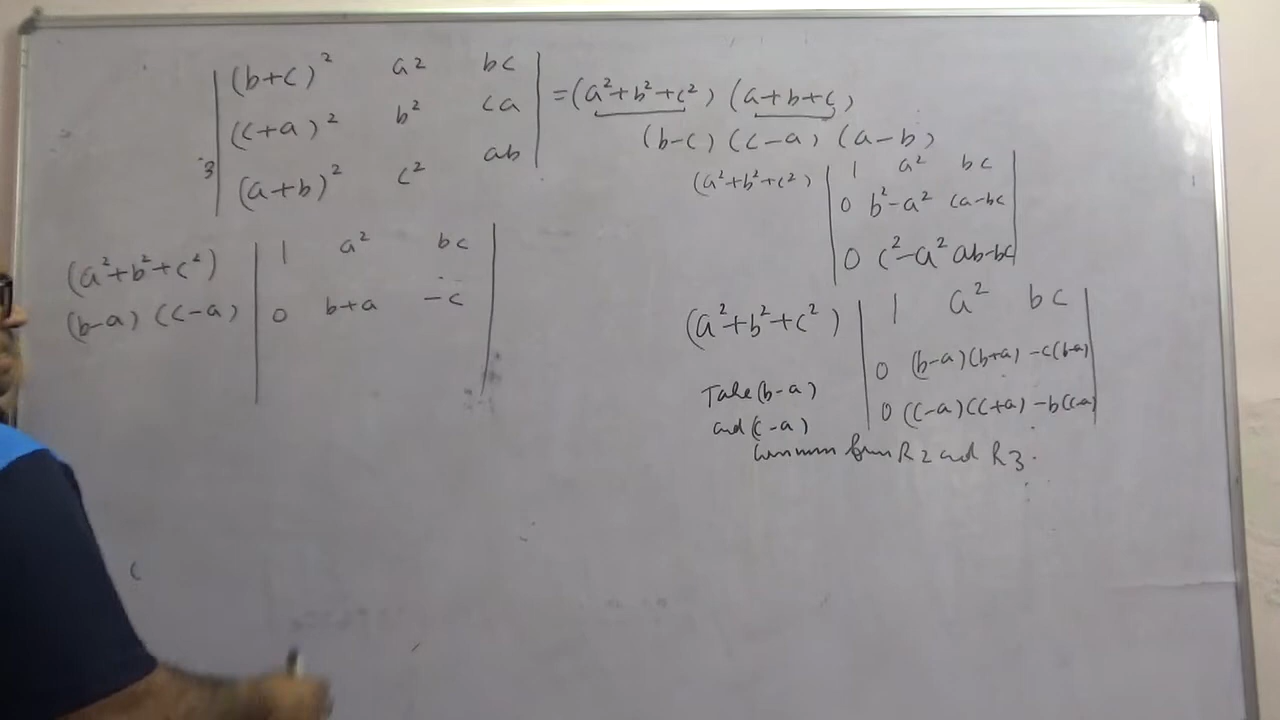 (b+c)² a² bc
(c+a)² b² ca
(a+b)² c² ab
= (a²+b²+c²) (a+b+c)
(b-c) (c-a) (a-b)
(a²+b²+c²) 1 a² bc
0 b²-a² ca-bc
0 c²-a² ab-bc
(a²+b²+c²) 1 a² bc
(b-a) (c-a) 0 b+a -c
(a²+b²+c²) 1 a² bc
0 (b-a)(b+a) -c(b-a)
0 (c-a)(c+a) -b(c-a)
Take (b-a)
and (c-a)
Common from R2 and R3.
(